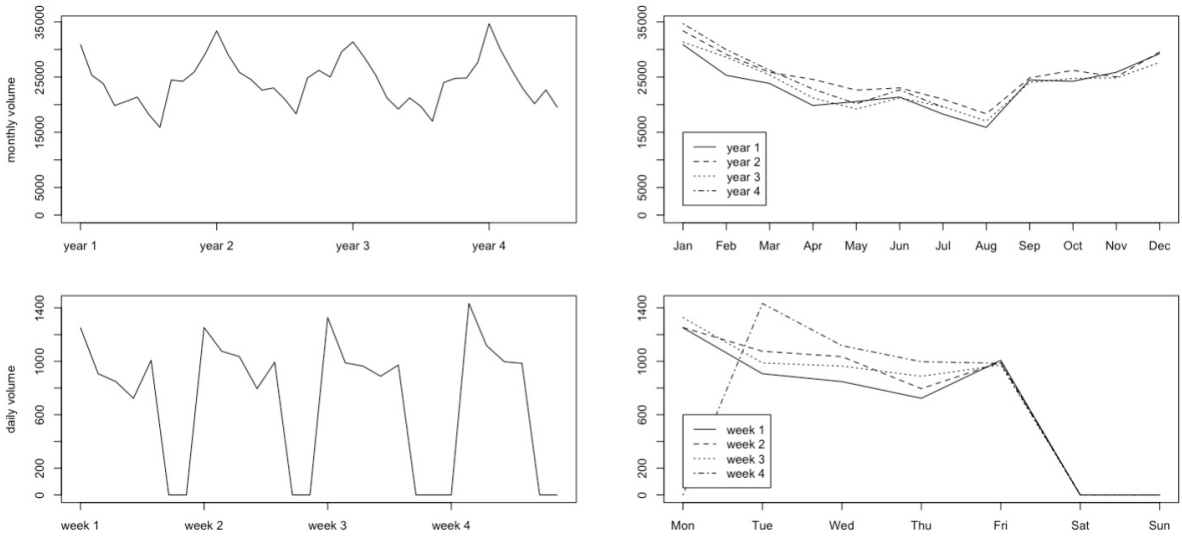 monthly volume
0 5000 15000 25000 35000
year 1 year 2 year 3 year 4
0 5000 15000 25000 35000
year 1
year 2
year 3
year 4
Jan Feb Mar Apr May Jun Jul Aug Sep Oct Nov Dec
daily volume
0 200 600 1000 1400
week 1 week 2 week 3 week 4
0 200 600 1000 1400
week 1
week 2
week 3
week 4
Mon Tue Wed Thu Fri Sat Sun